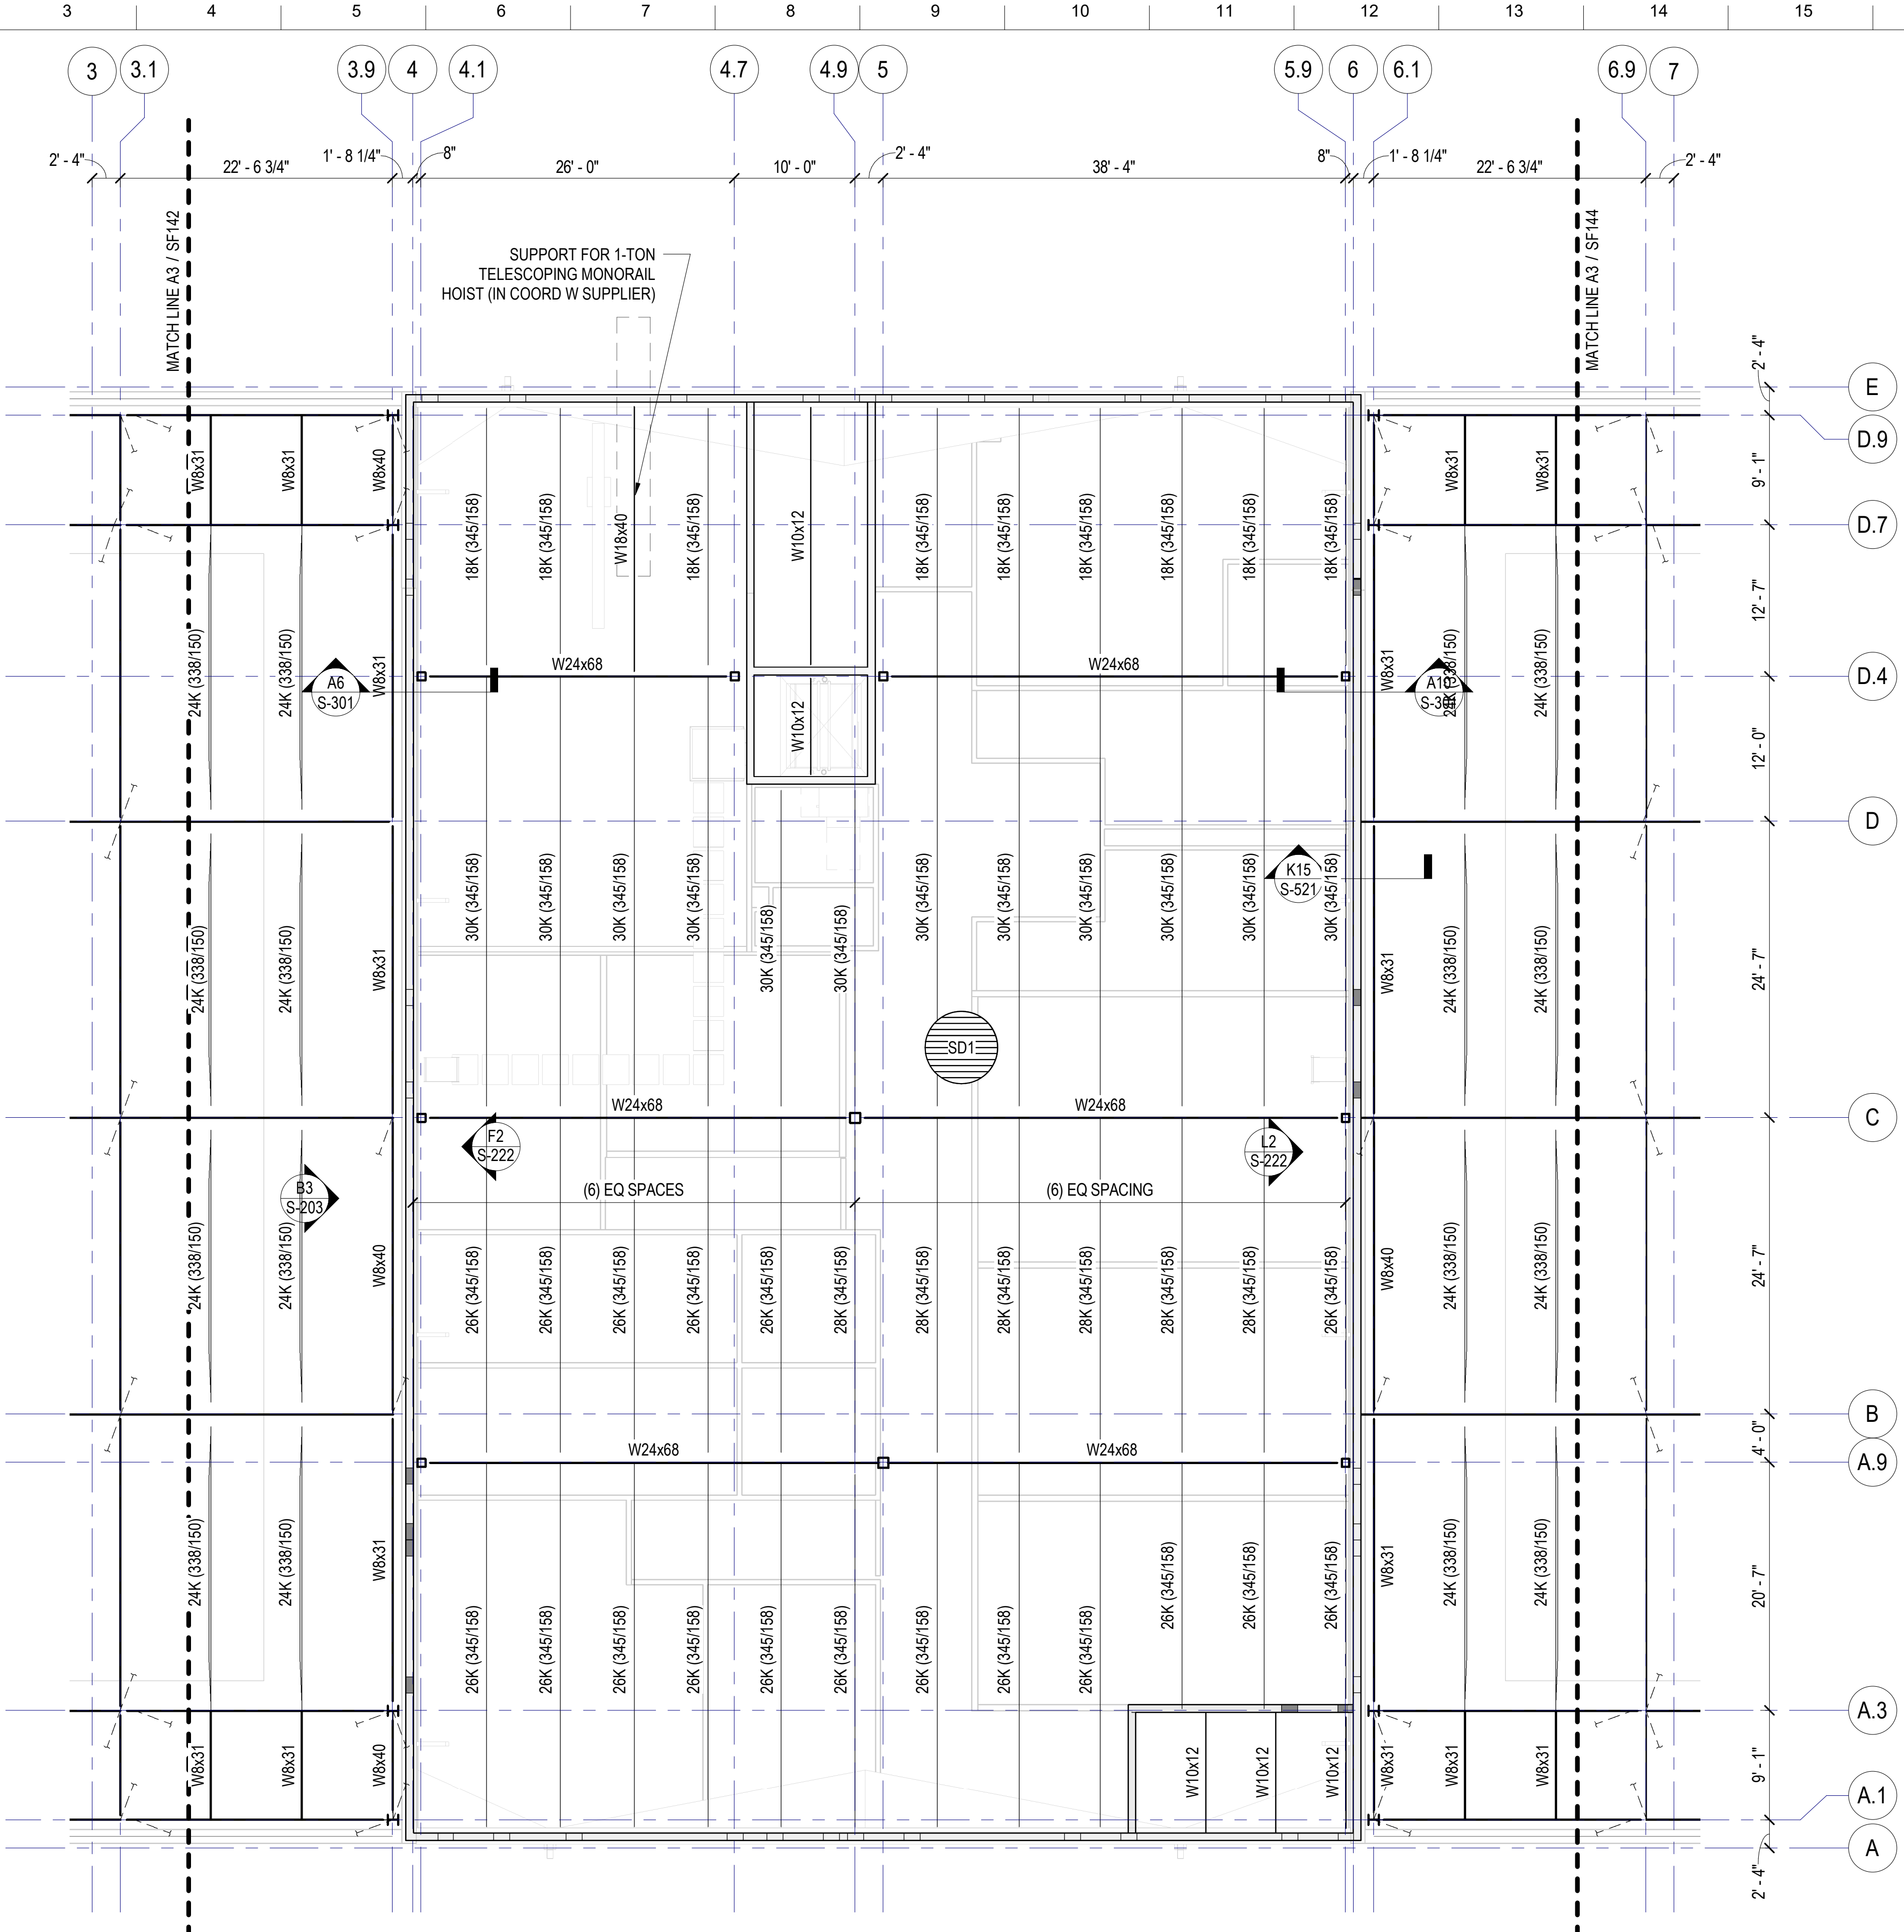 3 4 5 6 7 8 9 10 11 12 13 14 15
3 3.1 3.9 4 4.1 4.7 4.9 5 5.9 6 6.1 6.9 7
2' - 4" 22' - 6 3/4" 1' - 8 1/4" 8" 26' - 0" 10' - 0" 2' - 4" 38' - 4" 8" 1' - 8 1/4" 22' - 6 3/4" 2' - 4"
MATCH LINE A3 / SF142
MATCH LINE A3 / SF144
SUPPORT FOR 1-TON
TELESCOPING MONORAIL
HOIST (IN COORD W SUPPLIER)
2' - 4"
E
D.9
W8x31 W8x31 W8x40 W8x31 W8x31
9' - 1"
D.7
18K (345/158) 18K (345/158) W18x40 18K (345/158) W10x12 18K (345/158) 18K (345/158) 18K (345/158) 18K (345/158) 18K (345/158) 18K (345/158)
12' - 7"
24K (338/150) 24K (338/150) W8x31 W8x31 24K (338/150) 24K (338/150)
W24x68 W24x68
D.4
A6
S-301
A10
S-301
W10x12
12' - 0"
D
30K (345/158) 30K (345/158) 30K (345/158) 30K (345/158) 30K (345/158) 30K (345/158) 30K (345/158) 30K (345/158) 30K (345/158) 30K (345/158)
K15
S-521
30K (345/158) 30K (345/158)
24K (338/150) 24K (338/150) W8x31 W8x31 24K (338/150) 24K (338/150)
24' - 7"
SD1
W24x68 W24x68
C
F2
S-222
L2
S-222
B3
S-203
(6) EQ SPACES (6) EQ SPACING
24K (338/150) 24K (338/150) W8x40 W8x40 24K (338/150) 24K (338/150)
24' - 7"
26K (345/158) 26K (345/158) 26K (345/158) 26K (345/158) 26K (345/158) 28K (345/158) 28K (345/158) 28K (345/158) 28K (345/158) 28K (345/158) 28K (345/158) 26K (345/158)
B
4' - 0"
W24x68 W24x68
A.9
24K (338/150) 24K (338/150) W8x31 W8x31 24K (338/150) 24K (338/150)
20' - 7"
26K (345/158) 26K (345/158) 26K (345/158)
26K (345/158) 26K (345/158) 26K (345/158) 26K (345/158) 26K (345/158) 26K (345/158) 26K (345/158) 26K (345/158) 26K (345/158)
A.3
W8x31 W8x31 W8x40 W10x12 W10x12 W10x12 W8x31 W8x31 W8x31
9' - 1"
A.1
A
2' - 4"